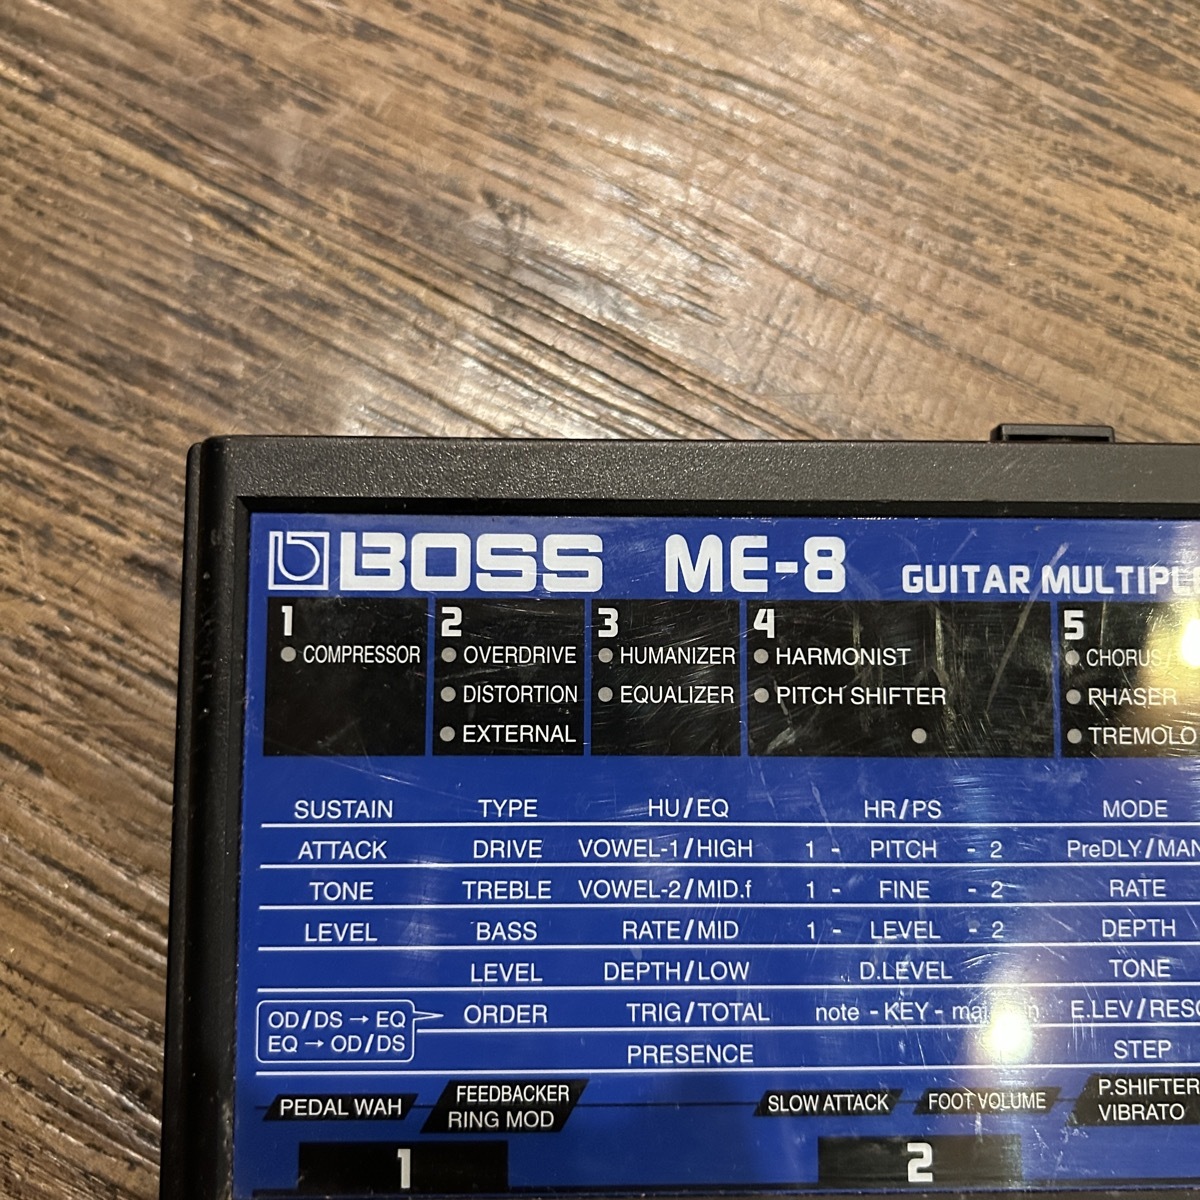 BOSS ME-8 GUITAR MULTIPLE
1 2 3 4 5
COMPRESSOR OVERDRIVE HUMANIZER HARMONIST CHORUS/
DISTORTION EQUALIZER PITCH SHIFTER PHASER
EXTERNAL TREMOLO
SUSTAIN TYPE HU/EQ HR/PS MODE
ATTACK DRIVE VOWEL-1/HIGH 1 - PITCH - 2 PreDLY/MAN
TONE TREBLE VOWEL-2/MID.f 1 - FINE - 2 RATE
LEVEL BASS RATE/MID 1 - LEVEL - 2 DEPTH
LEVEL DEPTH/LOW D.LEVEL TONE
OD/DS → EQ ORDER TRIG/TOTAL note - KEY - E.LEV/RESO
EQ → OD/DS PRESENCE STEP
PEDAL WAH FEEDBACKER SLOW ATTACK FOOT VOLUME P.SHIFTER
RING MOD VIBRATO
1 2